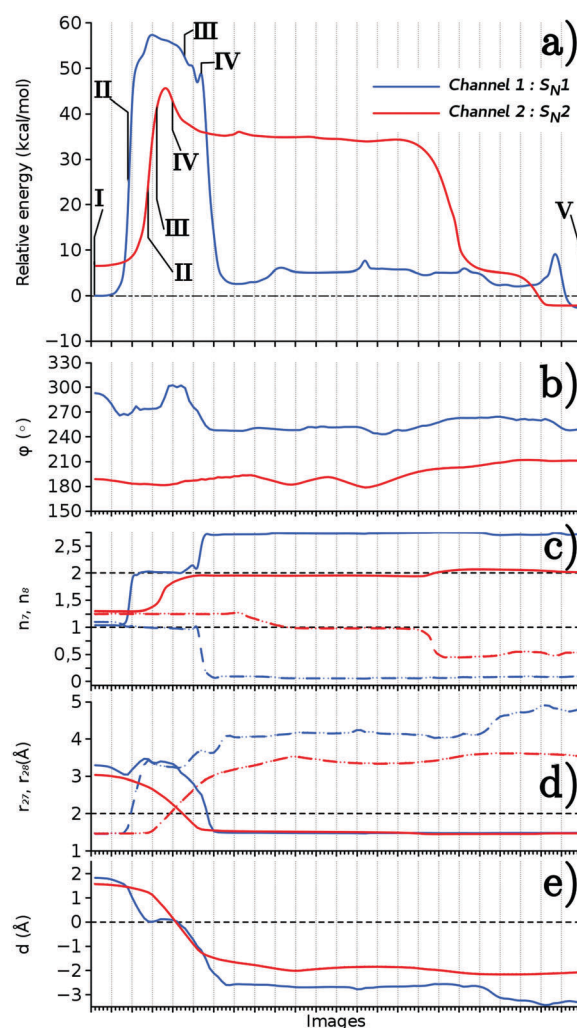 a)
Channel 1 : SN1
Channel 2 : SN2
I
II
III
IV
II
III
IV
V
Relative energy (kcal/mol)
60
50
40
30
20
10
0
−10
b)
φ (○)
330
300
270
240
210
180
150
c)
n7, n8
2,5
2
1,5
1
0,5
0
d)
r27, r28(Å)
5
4
3
2
1
e)
d (Å)
2
1
0
−1
−2
−3
Images